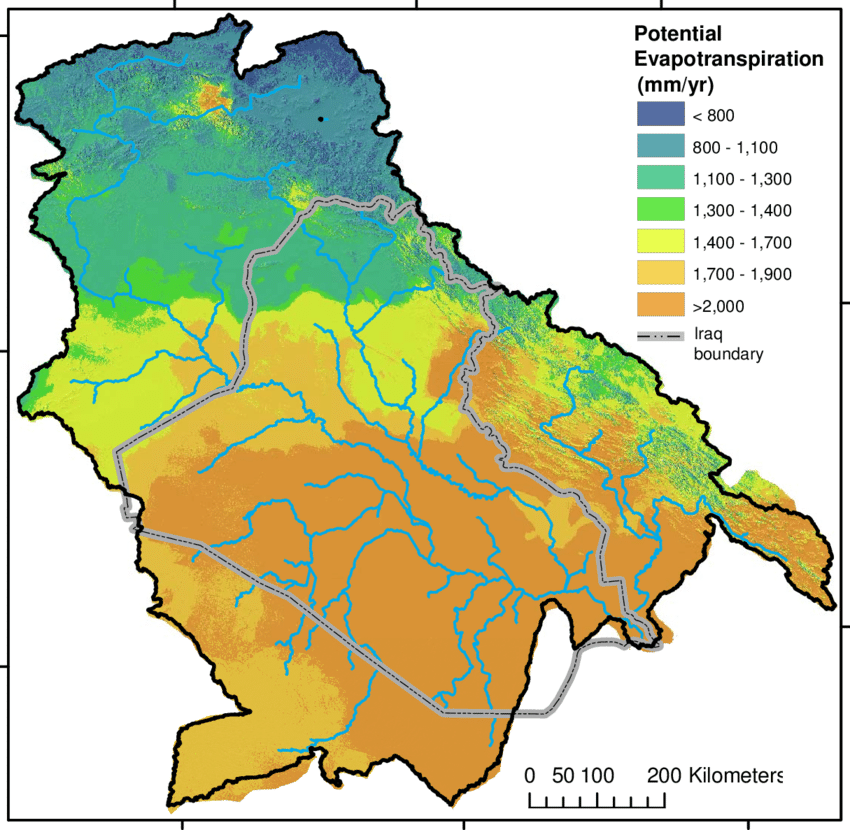 Potential
Evapotranspiration
(mm/yr)
< 800
800 - 1,100
1,100 - 1,300
1,300 - 1,400
1,400 - 1,700
1,700 - 1,900
>2,000
Iraq
boundary
0 50 100 200 Kilometers